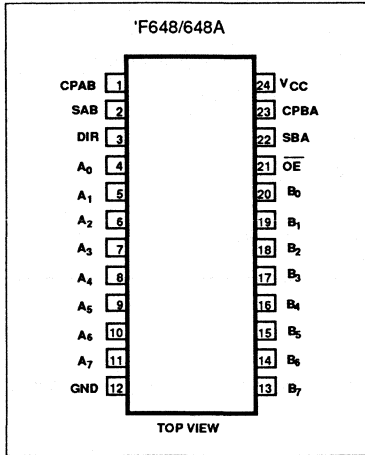 'F648/648A
CPAB 1 24 VCC
SAB 2 23 CPBA
DIR 3 22 SBA
A0 4 21 OE
A1 5 20 B0
A2 6 19 B1
A3 7 18 B2
A4 8 17 B3
A5 9 16 B4
A6 10 15 B5
A7 11 14 B6
GND 12 13 B7
TOP VIEW